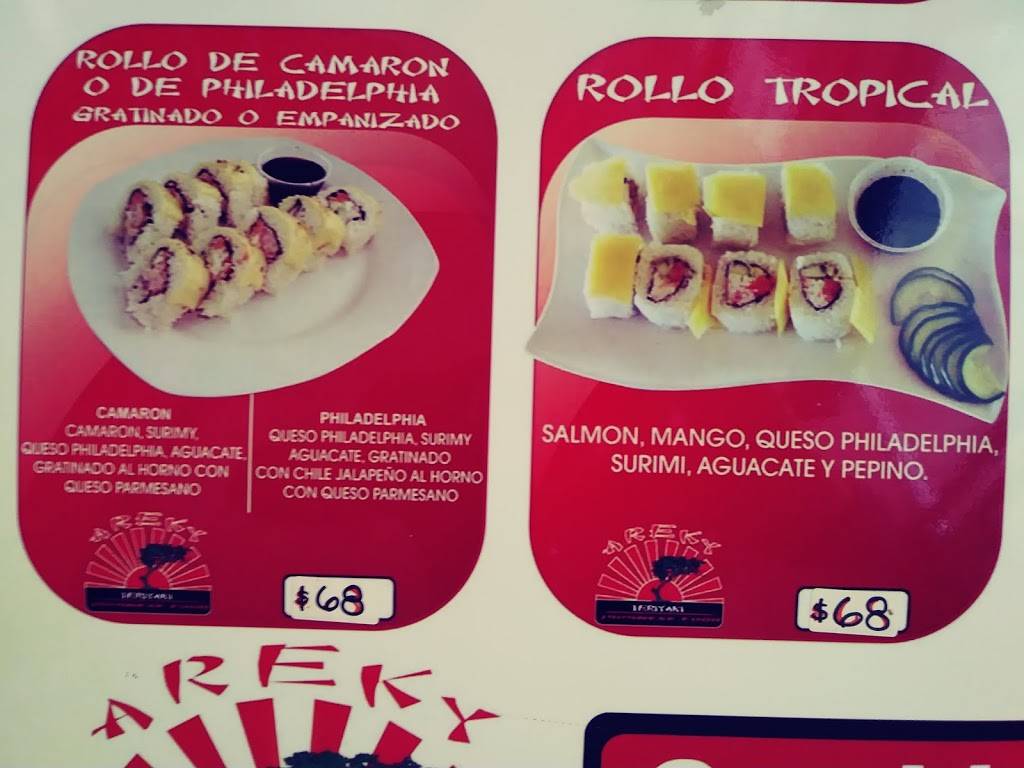 ROLLO DE CAMARON
O DE PHILADELPHIA
GRATINADO O EMPANIZADO
CAMARON
CAMARON, SURIMY,
QUESO PHILADELPHIA, AGUACATE,
GRATINADO AL HORNO CON
QUESO PARMESANO
PHILADELPHIA
QUESO PHILADELPHIA, SURIMY
AGUACATE, GRATINADO
CON CHILE JALAPEÑO AL HORNO
CON QUESO PARMESANO
AREKY
TERIYAKI
$68
ROLLO TROPICAL
SALMON, MANGO, QUESO PHILADELPHIA,
SURIMI, AGUACATE Y PEPINO.
AREKY
TERIYAKI
$68
AREKY